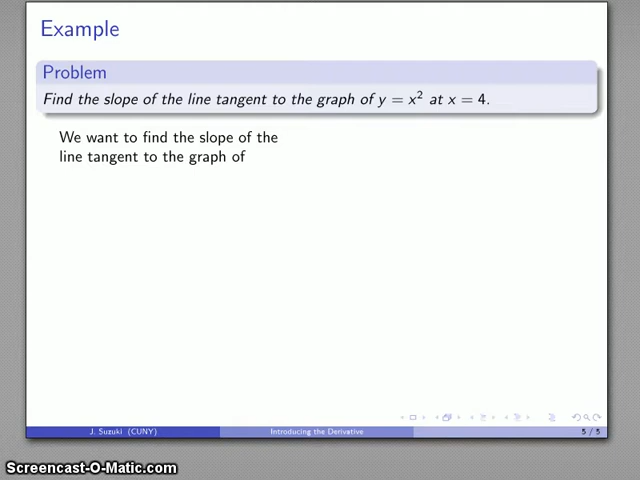 Example
Problem
Find the slope of the line tangent to the graph of y = x² at x = 4.
We want to find the slope of the
line tangent to the graph of
J. Suzuki (CUNY)
Introducing the Derivative
5 / 5
Screencast-O-Matic.com